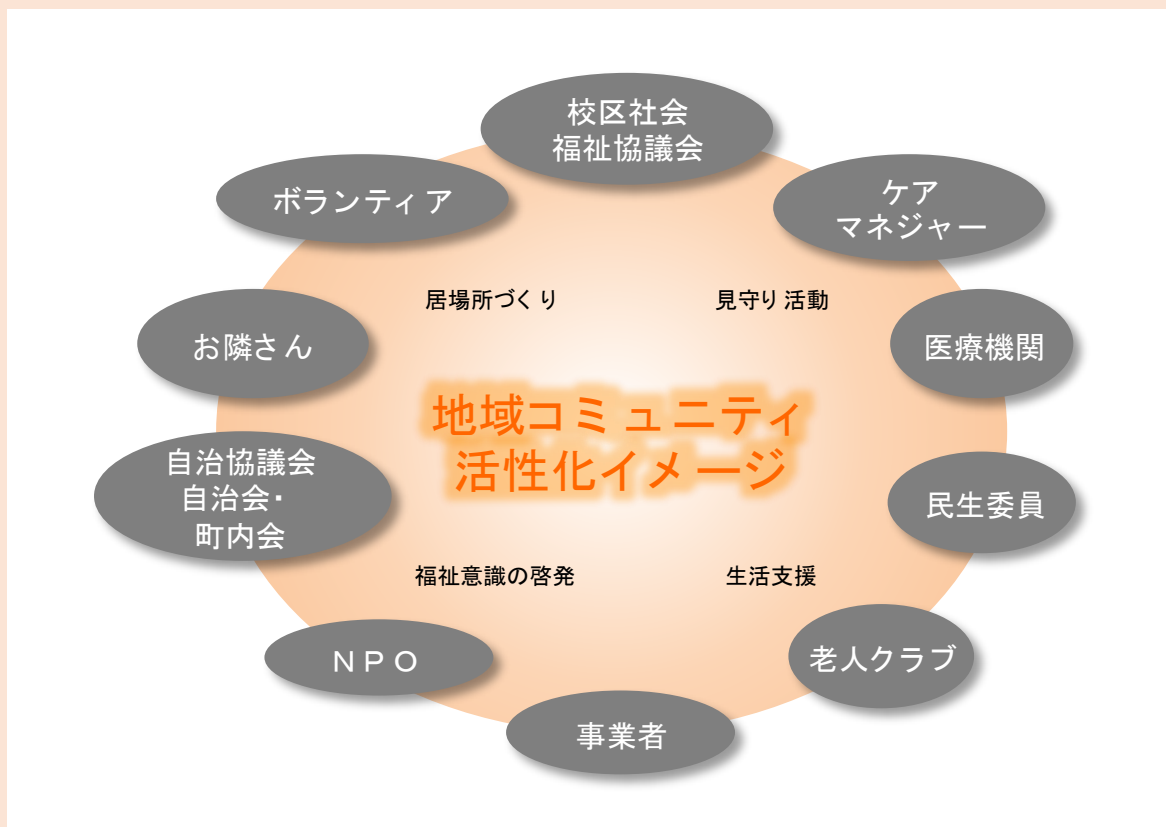 校区社会
福祉協議会
ボランティア
ケア
マネジャー
居場所づくり
見守り活動
お隣さん
医療機関
地域コミュニティ
活性化イメージ
自治協議会
自治会・
町内会
民生委員
福祉意識の啓発
生活支援
NPO
老人クラブ
事業者